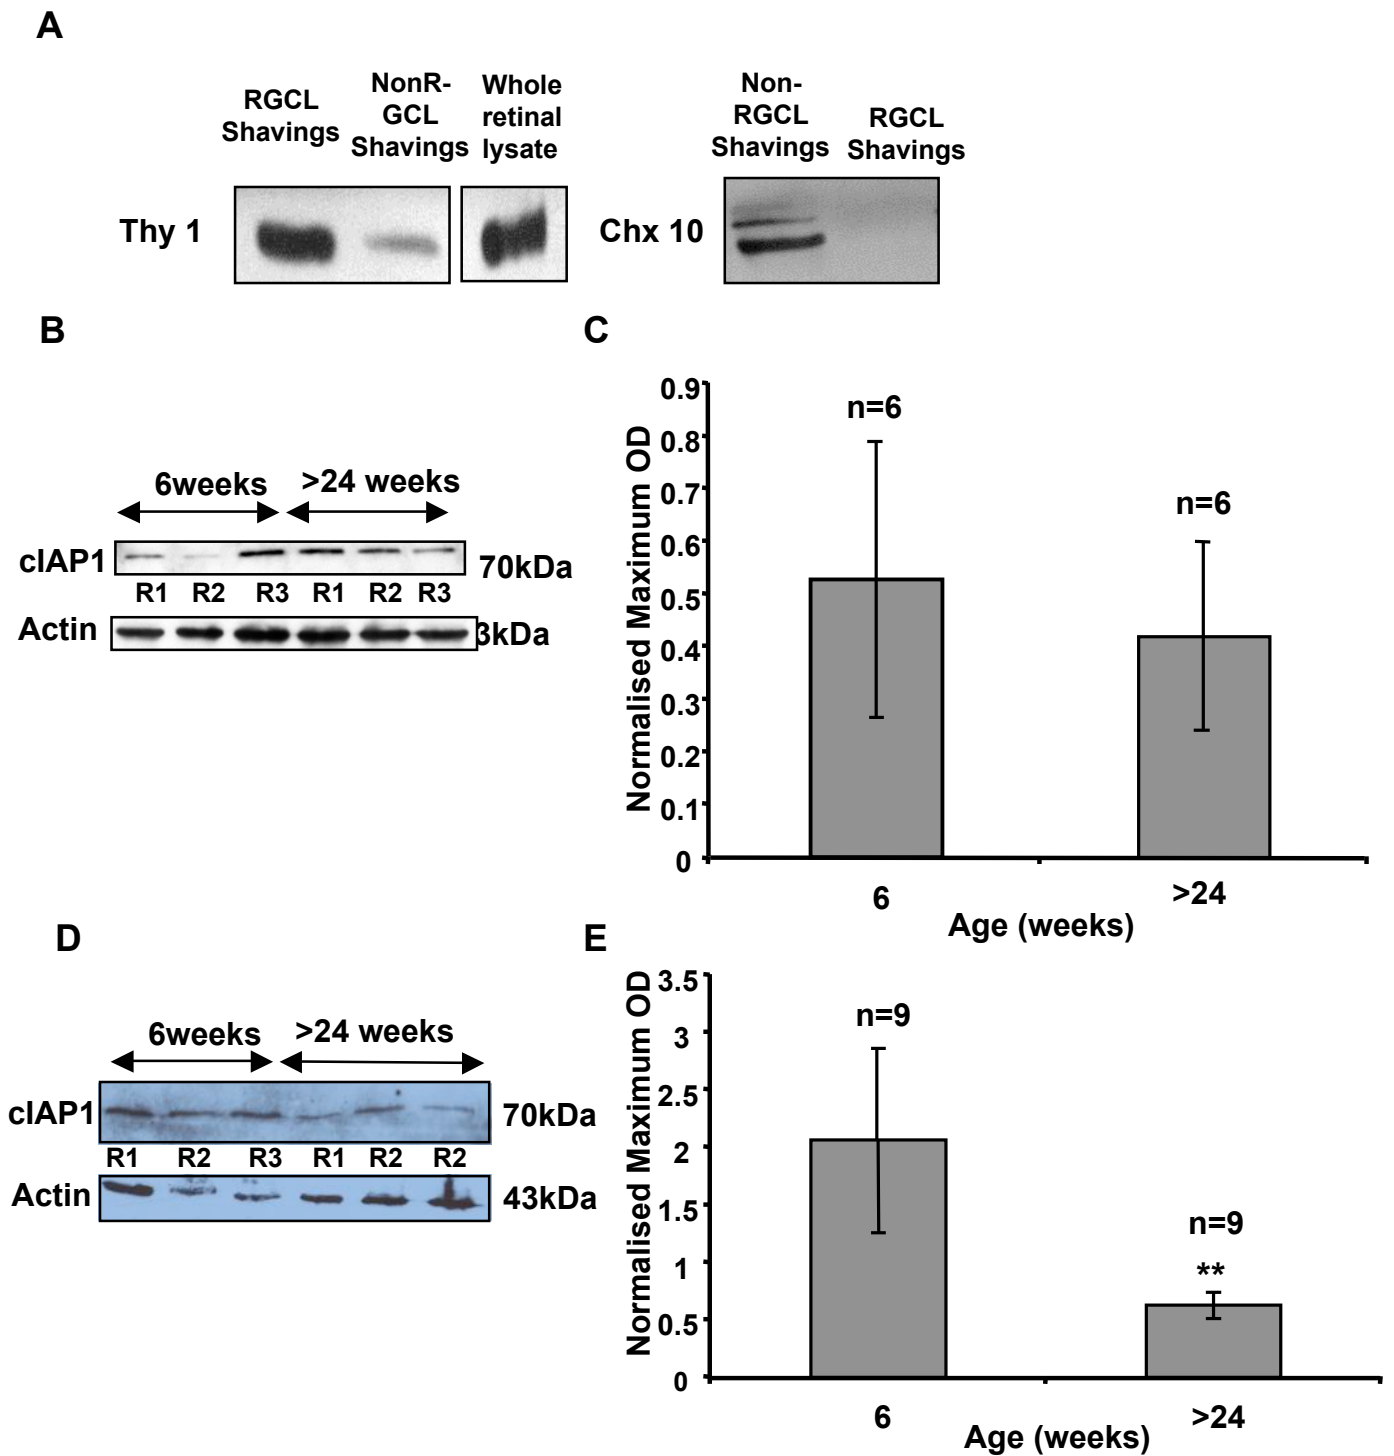 A
RGCL
Shavings
NonR-
GCL
Shavings
Whole
retinal
lysate
Non-
RGCL
Shavings
RGCL
Shavings
Thy 1
Chx 10
B
6weeks
>24 weeks
cIAP1
70kDa
R1 R2 R3 R1 R2 R3
Actin
3kDa
C
Normalised Maximum OD
0.9
0.8
0.7
0.6
0.5
0.4
0.3
0.2
0.1
0
n=6
n=6
6
>24
Age (weeks)
D
6weeks
>24 weeks
cIAP1
70kDa
R1 R2 R3 R1 R2 R2
Actin
43kDa
E
Normalised Maximum OD
3.5
3
2.5
2
1.5
1
0.5
0
n=9
n=9
**
6
>24
Age (weeks)